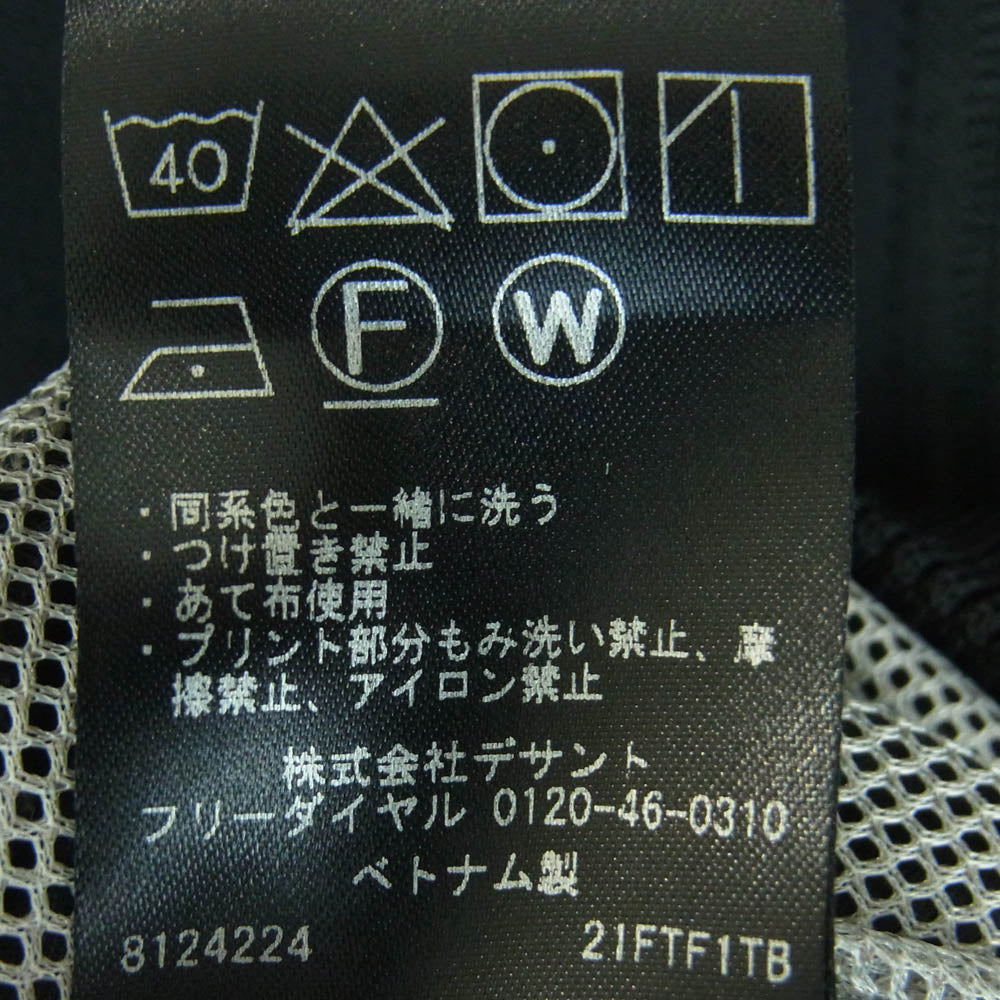 40
F W
・同系色と一緒に洗う
・つけ置き禁止
・あて布使用
・プリント部分もみ洗い禁止、摩
擦禁止、アイロン禁止
株式会社デサント
フリーダイヤル 0120-46-0310
ベトナム製
8124224 21FTF1TB